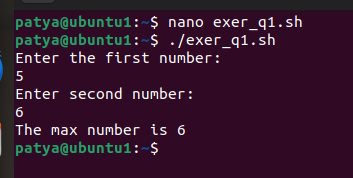 patya@ubuntu1:~$ nano exer_q1.sh
patya@ubuntu1:~$ ./exer_q1.sh
Enter the first number:
5
Enter second number:
6
The max number is 6
patya@ubuntu1:~$